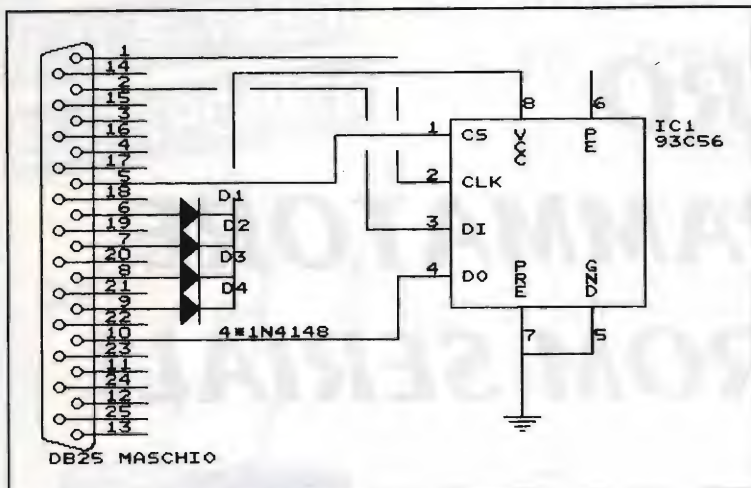 1
14
2
15
3
16
4
17
5
18
6
19
7
20
8
21
9
22
10
23
11
24
12
25
13
DB25 MASCHIO
D1
D2
D3
D4
4*1N4148
8
6
1 CS
VCC
PE
IC1
93C56
2 CLK
3 DI
4 DO
PRE
GND
7
5